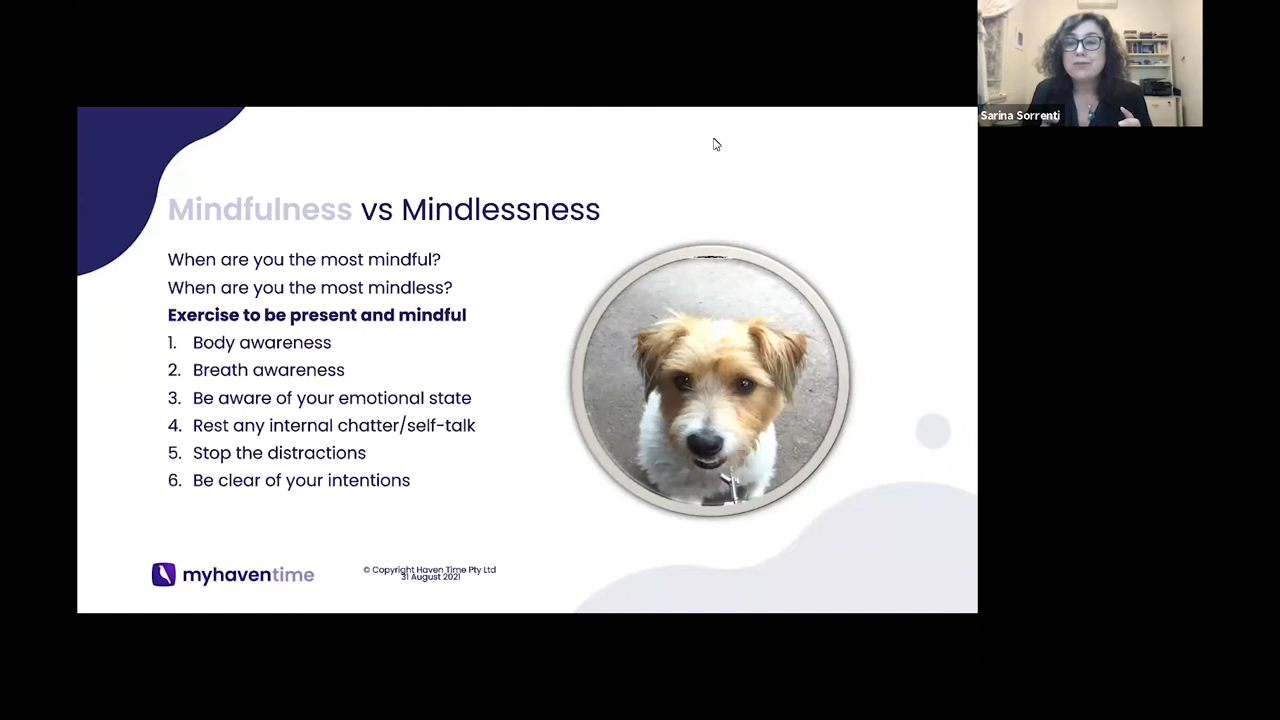 Sarina Sorrenti
Mindfulness vs Mindlessness
When are you the most mindful?
When are you the most mindless?
Exercise to be present and mindful
1. Body awareness
2. Breath awareness
3. Be aware of your emotional state
4. Rest any internal chatter/self-talk
5. Stop the distractions
6. Be clear of your intentions
myhaventime
© Copyright Haven Time Pty Ltd
31 August 2021